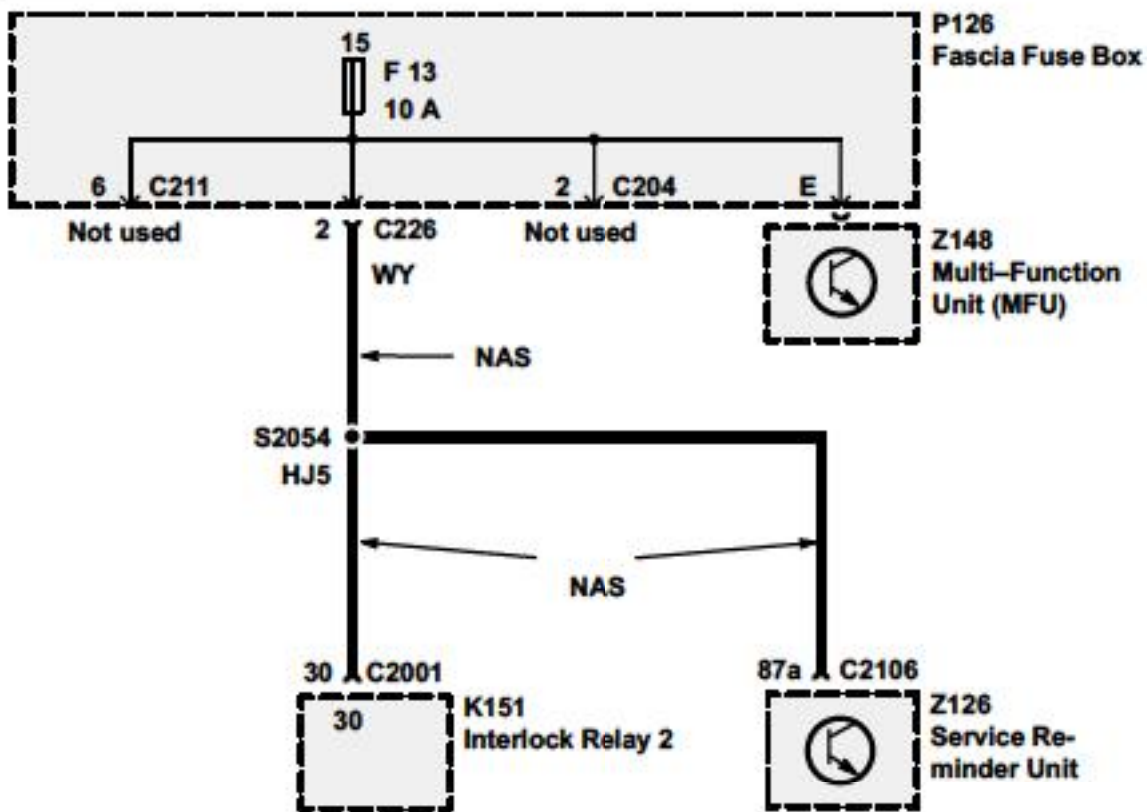 P126
Fascia Fuse Box
15
F 13
10 A
6 C211
2 C204
E
Not used
2 C226
Not used
WY
Z148
Multi–Function
Unit (MFU)
NAS
S2054
HJ5
NAS
30 C2001
87a C2106
30
K151
Interlock Relay 2
Z126
Service Re-
minder Unit